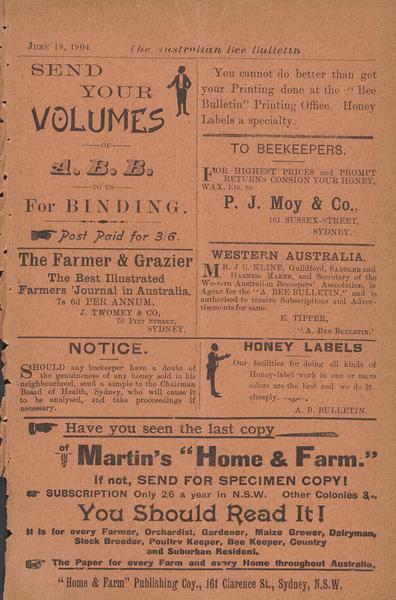 June 18, 1904.
The Australian Bee Bulletin
SEND
YOUR
VOLUMES
—OF—
A. B. B.
—TO US—
For BINDING.
Post Paid for 3/6.
The Farmer & Grazier
The Best Illustrated
Farmers 'Journal in Australia.
7s 6d PER ANNUM.
J. TWOMEY & CO,
76 PITT STREET,
SYDNEY.
NOTICE.
SHOULD any beekeeper have a doubt of
the genuineness of any honey sold in his
neighbourhood, send a sample to the Chairman
Board of Health, Sydney, who will cause it
to be analysed, and take proceedings if
necessary.
You cannot do better than get
your Printing done at the "Bee
Bulletin" Printing Office. Honey
Labels a specialty.
TO BEEKEEPERS.
FOR HIGHEST PRICES and PROMPT
RETURNS CONSIGN YOUR HONEY,
WAX, Etc. to
P. J. Moy & Co.,
161 SUSSEX-STREET,
SYDNEY.
WESTERN AUSTRALIA.
MR. J B. KLINE, Guildford, SADDLER and
HARNESS MAKER, and Secretary of the
Western Australian Beekeepers' Association, is
Agent for the "A. BEE BULLETIN," and is
authorised to receive Subscriptions and Adver-
tisements for same.
E. TIPPER,
"A. BEE BULLETIN.'
HONEY LABELS
Our facilities for doing all kinds of
Honey-label work in one or more
colors are the best and we do it
cheaply.
A. B. BULLETIN.
Have you seen the last copy
of Martin's "Home & Farm."
If not, SEND FOR SPECIMEN COPY!
SUBSCRIPTION Only 2/6 a year in N.S.W. Other Colonies 3/-.
You Should Read It!
It is for every Farmer, Orchardist, Gardener, Maize Grower, Dairyman,
Stock Breeder, Poultry Keeper, Bee Keeper, Country
and Suburban Resident.
The Paper for every Farm and every Home throughout Australia.
"Home & Farm" Publishing Coy., 161 Clarence St., Sydney, N.S.W.